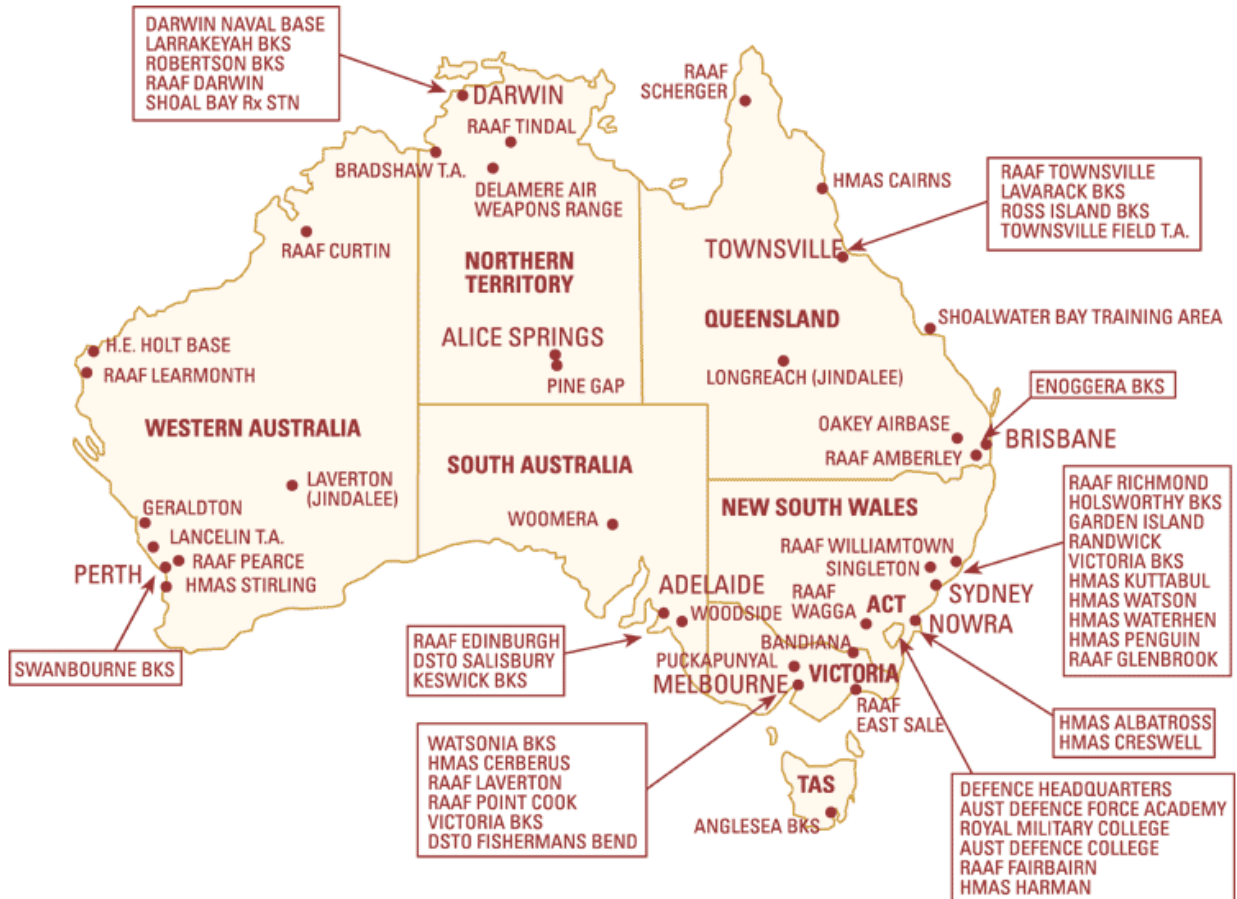 DARWIN NAVAL BASE
LARRAKEYAH BKS
ROBERTSON BKS
RAAF DARWIN
SHOAL BAY Rx STN
DARWIN
RAAF TINDAL
BRADSHAW T.A.
DELAMERE AIR
WEAPONS RANGE
RAAF CURTIN
NORTHERN
TERRITORY
ALICE SPRINGS
PINE GAP
RAAF
SCHERGER
HMAS CAIRNS
RAAF TOWNSVILLE
LAVARACK BKS
ROSS ISLAND BKS
TOWNSVILLE FIELD T.A.
TOWNSVILLE
QUEENSLAND
SHOALWATER BAY TRAINING AREA
LONGREACH (JINDALEE)
ENOGGERA BKS
OAKEY AIRBASE
BRISBANE
RAAF AMBERLEY
H.E. HOLT BASE
RAAF LEARMONTH
WESTERN AUSTRALIA
LAVERTON
(JINDALEE)
GERALDTON
LANCELIN T.A.
RAAF PEARCE
PERTH
HMAS STIRLING
SWANBOURNE BKS
SOUTH AUSTRALIA
WOOMERA
ADELAIDE
WOODSIDE
RAAF EDINBURGH
DSTO SALISBURY
KESWICK BKS
NEW SOUTH WALES
RAAF WILLIAMTOWN
SINGLETON
SYDNEY
RAAF
WAGGA
ACT
NOWRA
BANDIANA
RAAF RICHMOND
HOLSWORTHY BKS
GARDEN ISLAND
RANDWICK
VICTORIA BKS
HMAS KUTTABUL
HMAS WATSON
HMAS WATERHEN
HMAS PENGUIN
RAAF GLENBROOK
PUCKAPUNYAL
MELBOURNE
VICTORIA
RAAF
EAST SALE
WATSONIA BKS
HMAS CERBERUS
RAAF LAVERTON
RAAF POINT COOK
VICTORIA BKS
DSTO FISHERMANS BEND
HMAS ALBATROSS
HMAS CRESWELL
TAS
ANGLESEA BKS
DEFENCE HEADQUARTERS
AUST DEFENCE FORCE ACADEMY
ROYAL MILITARY COLLEGE
AUST DEFENCE COLLEGE
RAAF FAIRBAIRN
HMAS HARMAN